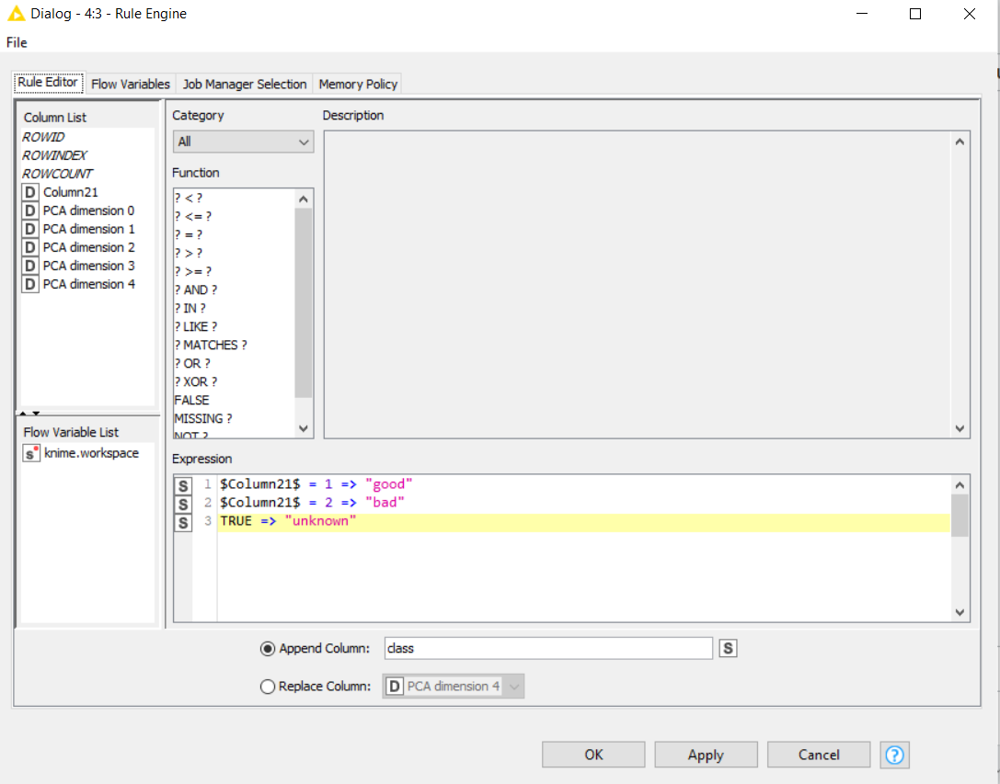 Dialog - 4:3 - Rule Engine
File
Rule Editor
Flow Variables
Job Manager Selection
Memory Policy
Column List
ROWID
ROWINDEX
ROWCOUNT
D Column21
D PCA dimension 0
D PCA dimension 1
D PCA dimension 2
D PCA dimension 3
D PCA dimension 4
Flow Variable List
s knime.workspace
Category
All
Function
? < ?
? <= ?
? = ?
? > ?
? >= ?
? AND ?
? IN ?
? LIKE ?
? MATCHES ?
? OR ?
? XOR ?
FALSE
MISSING ?
NOT ?
Description
Expression
S 1 $Column21$ = 1 => "good"
S 2 $Column21$ = 2 => "bad"
S 3 TRUE => "unknown"
Append Column: class S
Replace Column: D PCA dimension 4
OK
Apply
Cancel
?